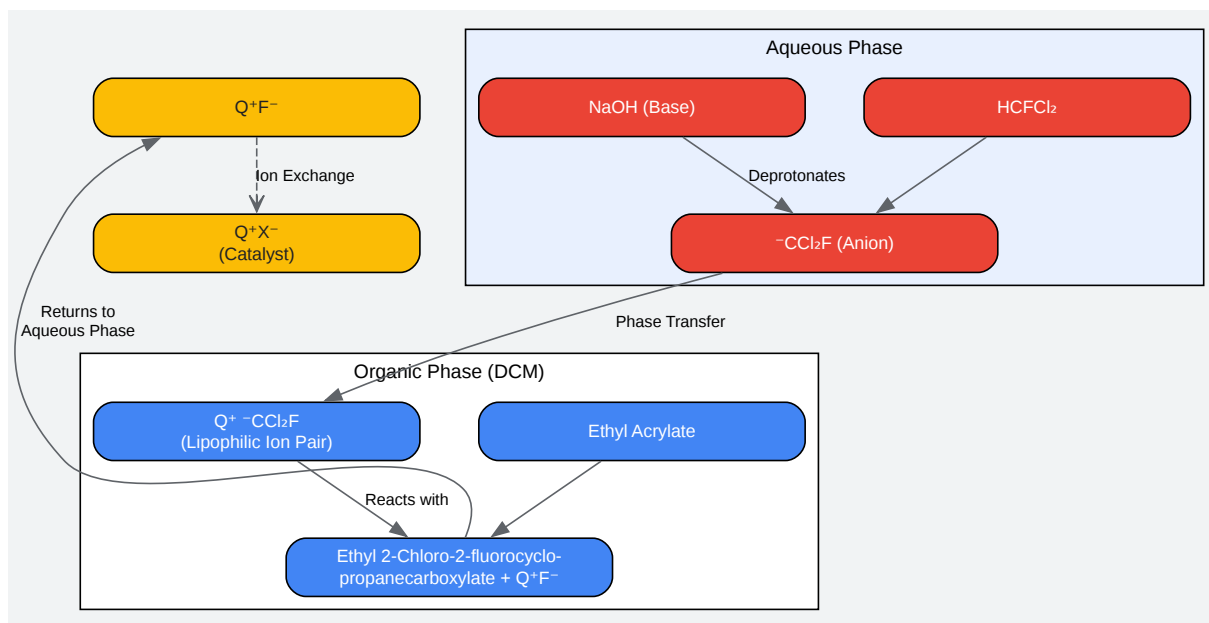 Aqueous Phase
Q⁺F⁻
NaOH (Base)
HCFCl₂
Ion Exchange
Deprotonates
Q⁺X⁻
(Catalyst)
⁻CCl₂F (Anion)
Returns to
Aqueous Phase
Phase Transfer
Organic Phase (DCM)
Q⁺ ⁻CCl₂F
(Lipophilic Ion Pair)
Ethyl Acrylate
Reacts with
Ethyl 2-Chloro-2-fluorocyclo-
propanecarboxylate + Q⁺F⁻